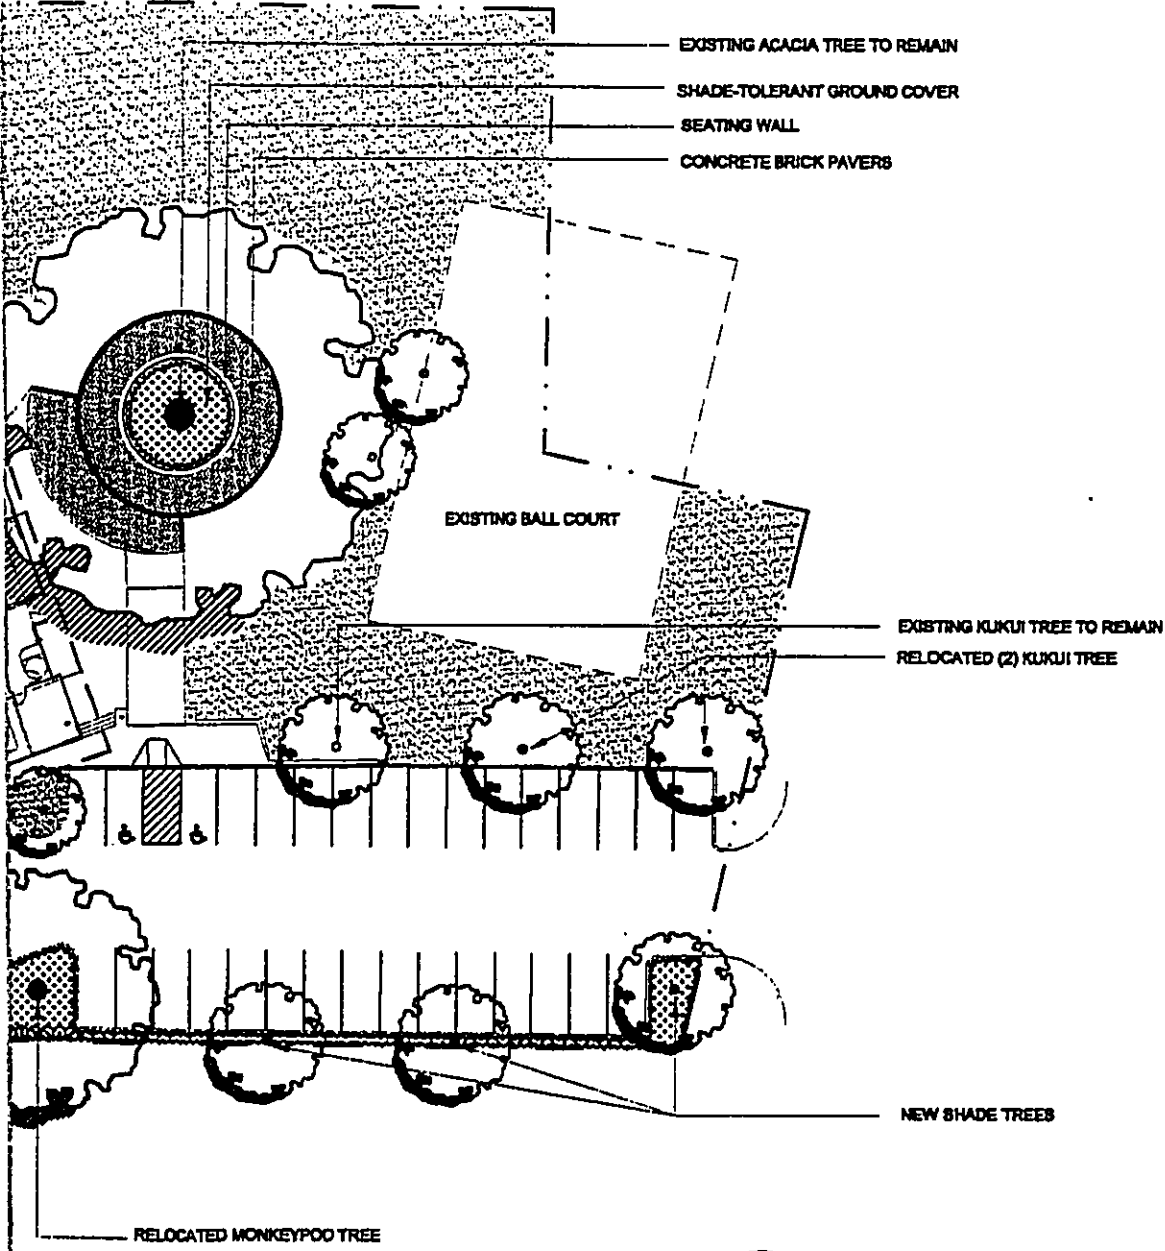 EXISTING ACACIA TREE TO REMAIN
SHADE-TOLERANT GROUND COVER
SEATING WALL
CONCRETE BRICK PAVERS
EXISTING BALL COURT
EXISTING KUKUI TREE TO REMAIN
RELOCATED (2) KUKUI TREE
NEW SHADE TREES
RELOCATED MONKEYPOD TREE